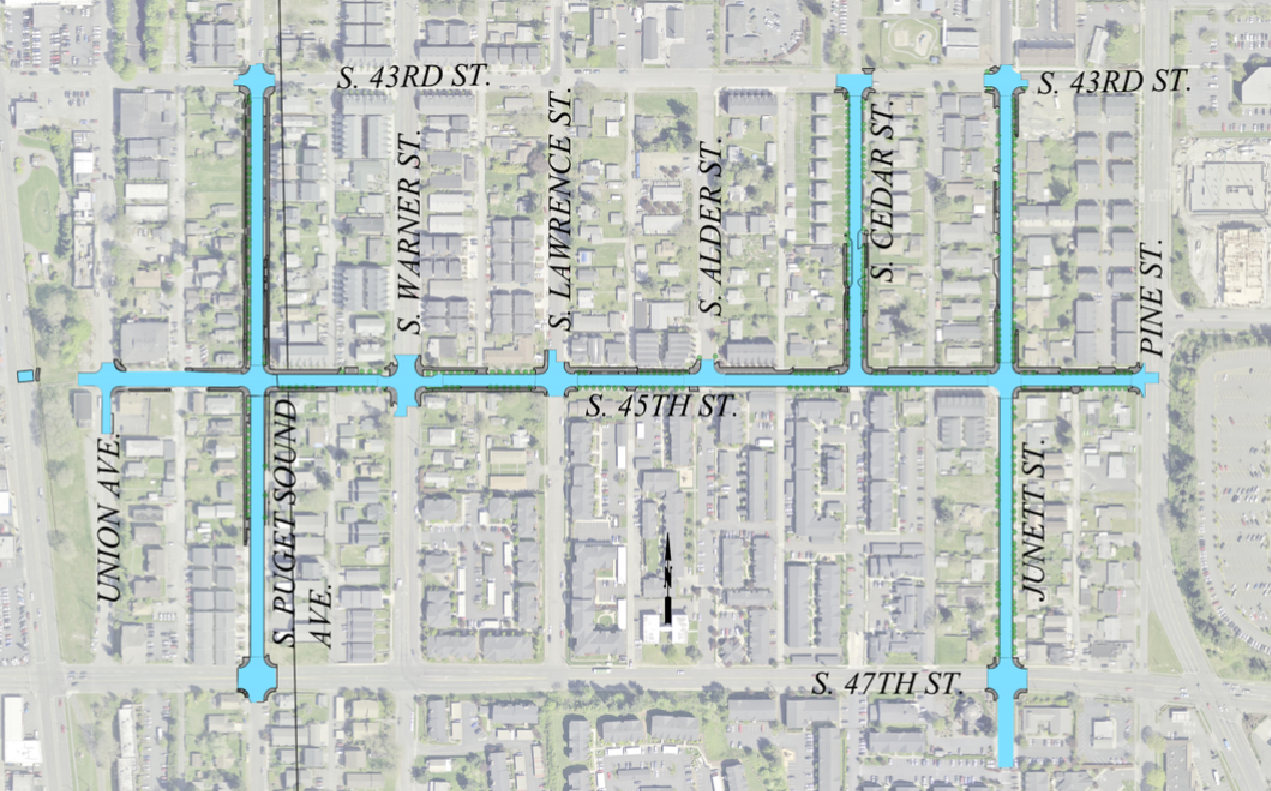 S. 43RD ST.
S. 43RD ST.
S. WARNER ST.
S. LAWRENCE ST.
S. ALDER ST.
S. CEDAR ST.
PINE ST.
S. 45TH ST.
UNION AVE.
S. PUGET SOUND
AVE.
JUNETT ST.
N
S. 47TH ST.